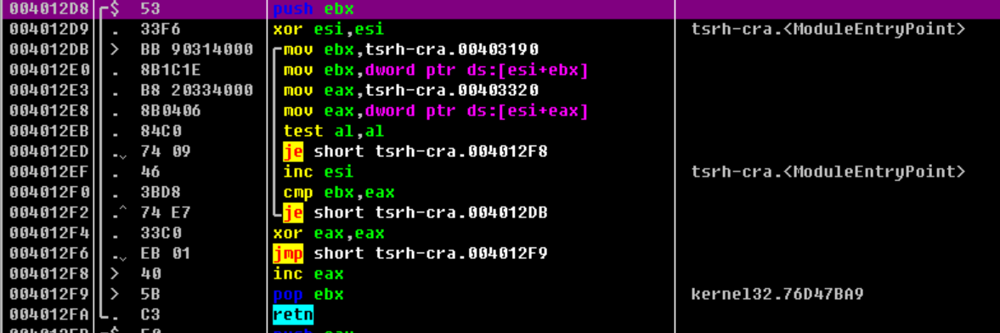 004012D8 $ 53 push ebx
004012D9 . 33F6 xor esi,esi tsrh-cra.<ModuleEntryPoint>
004012DB > BB 90314000 mov ebx,tsrh-cra.00403190
004012E0 . 8B1C1E mov ebx,dword ptr ds:[esi+ebx]
004012E3 . B8 20334000 mov eax,tsrh-cra.00403320
004012E8 . 8B0406 mov eax,dword ptr ds:[esi+eax]
004012EB . 84C0 test al,al
004012ED .˅ 74 09 je short tsrh-cra.004012F8
004012EF . 46 inc esi tsrh-cra.<ModuleEntryPoint>
004012F0 . 3BD8 cmp ebx,eax
004012F2 .^ 74 E7 je short tsrh-cra.004012DB
004012F4 . 33C0 xor eax,eax
004012F6 .˅ EB 01 jmp short tsrh-cra.004012F9
004012F8 > 40 inc eax
004012F9 > 5B pop ebx kernel32.76D47BA9
004012FA . C3 retn